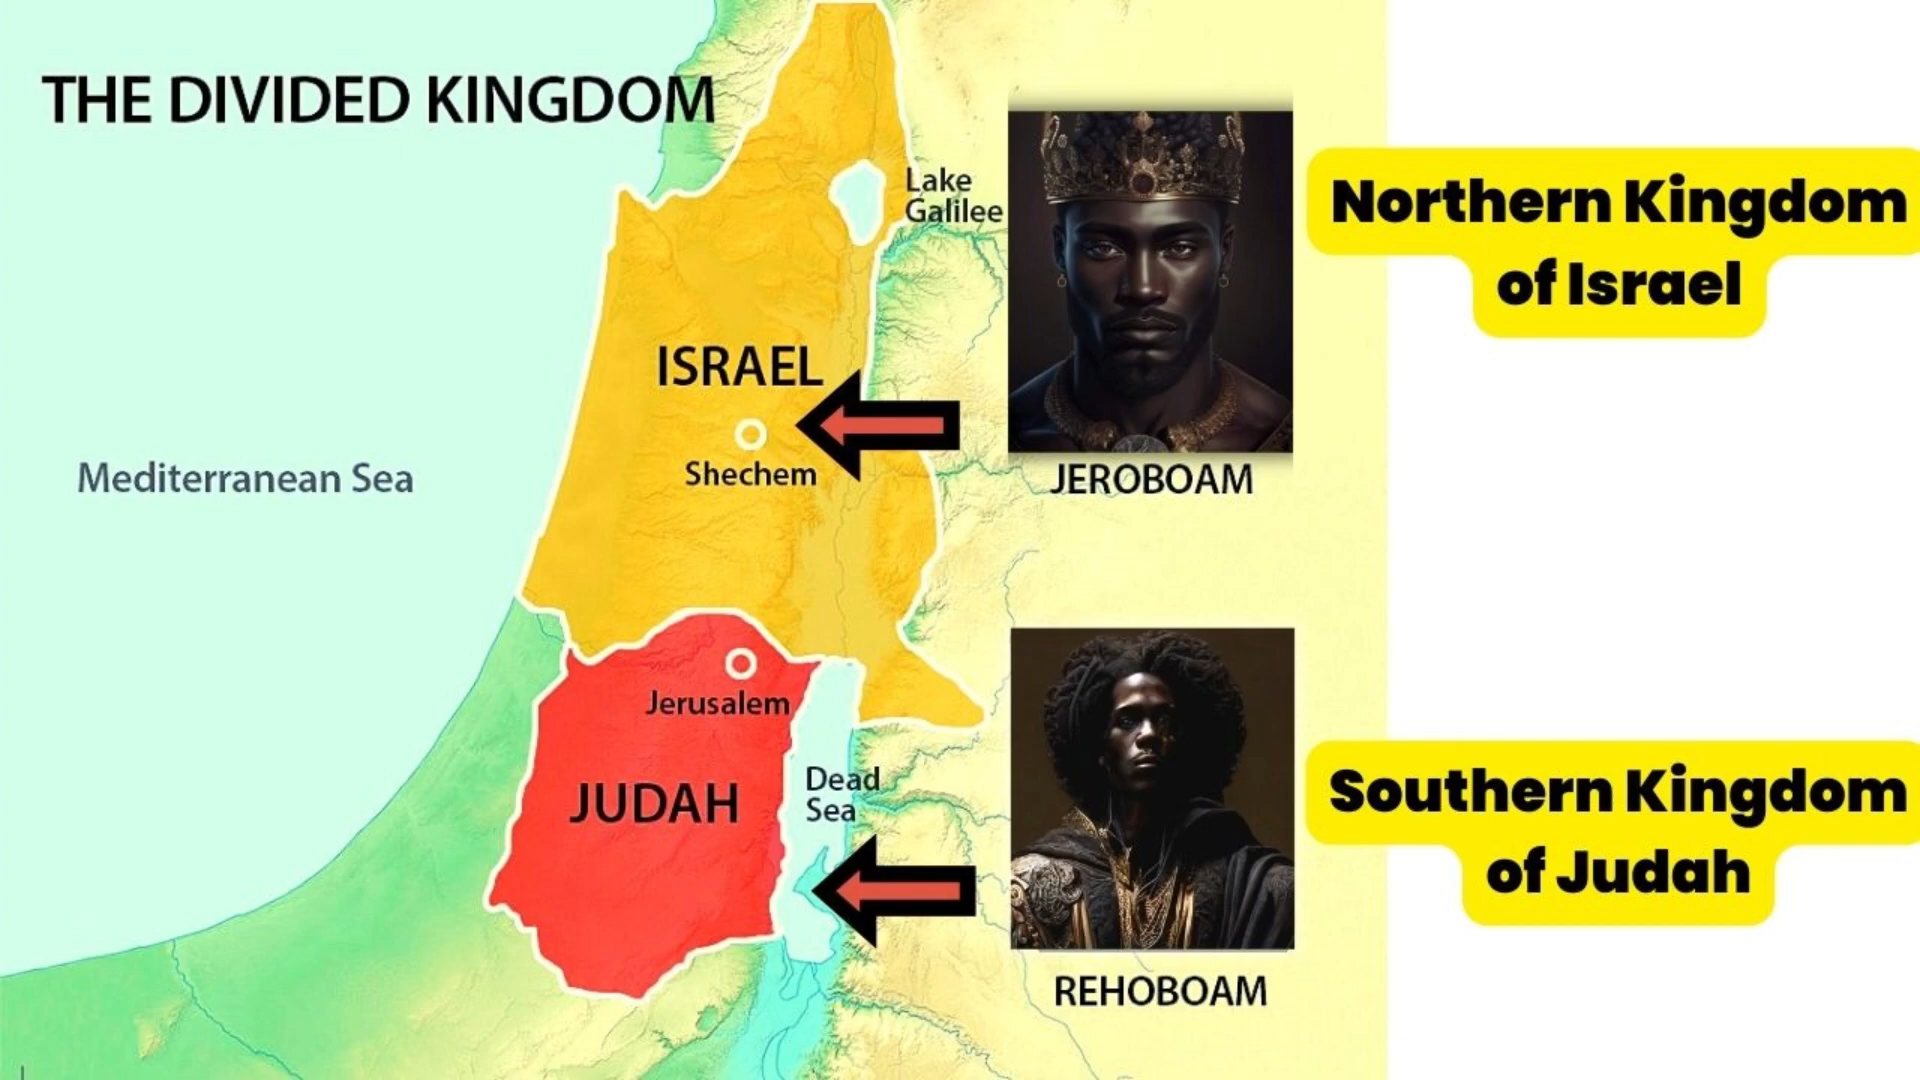 THE DIVIDED KINGDOM
Lake
Galilee
Northern Kingdom
of Israel
ISRAEL
Shechem
Mediterranean Sea
JEROBOAM
Jerusalem
JUDAH
Dead
Sea
Southern Kingdom
of Judah
REHOBOAM